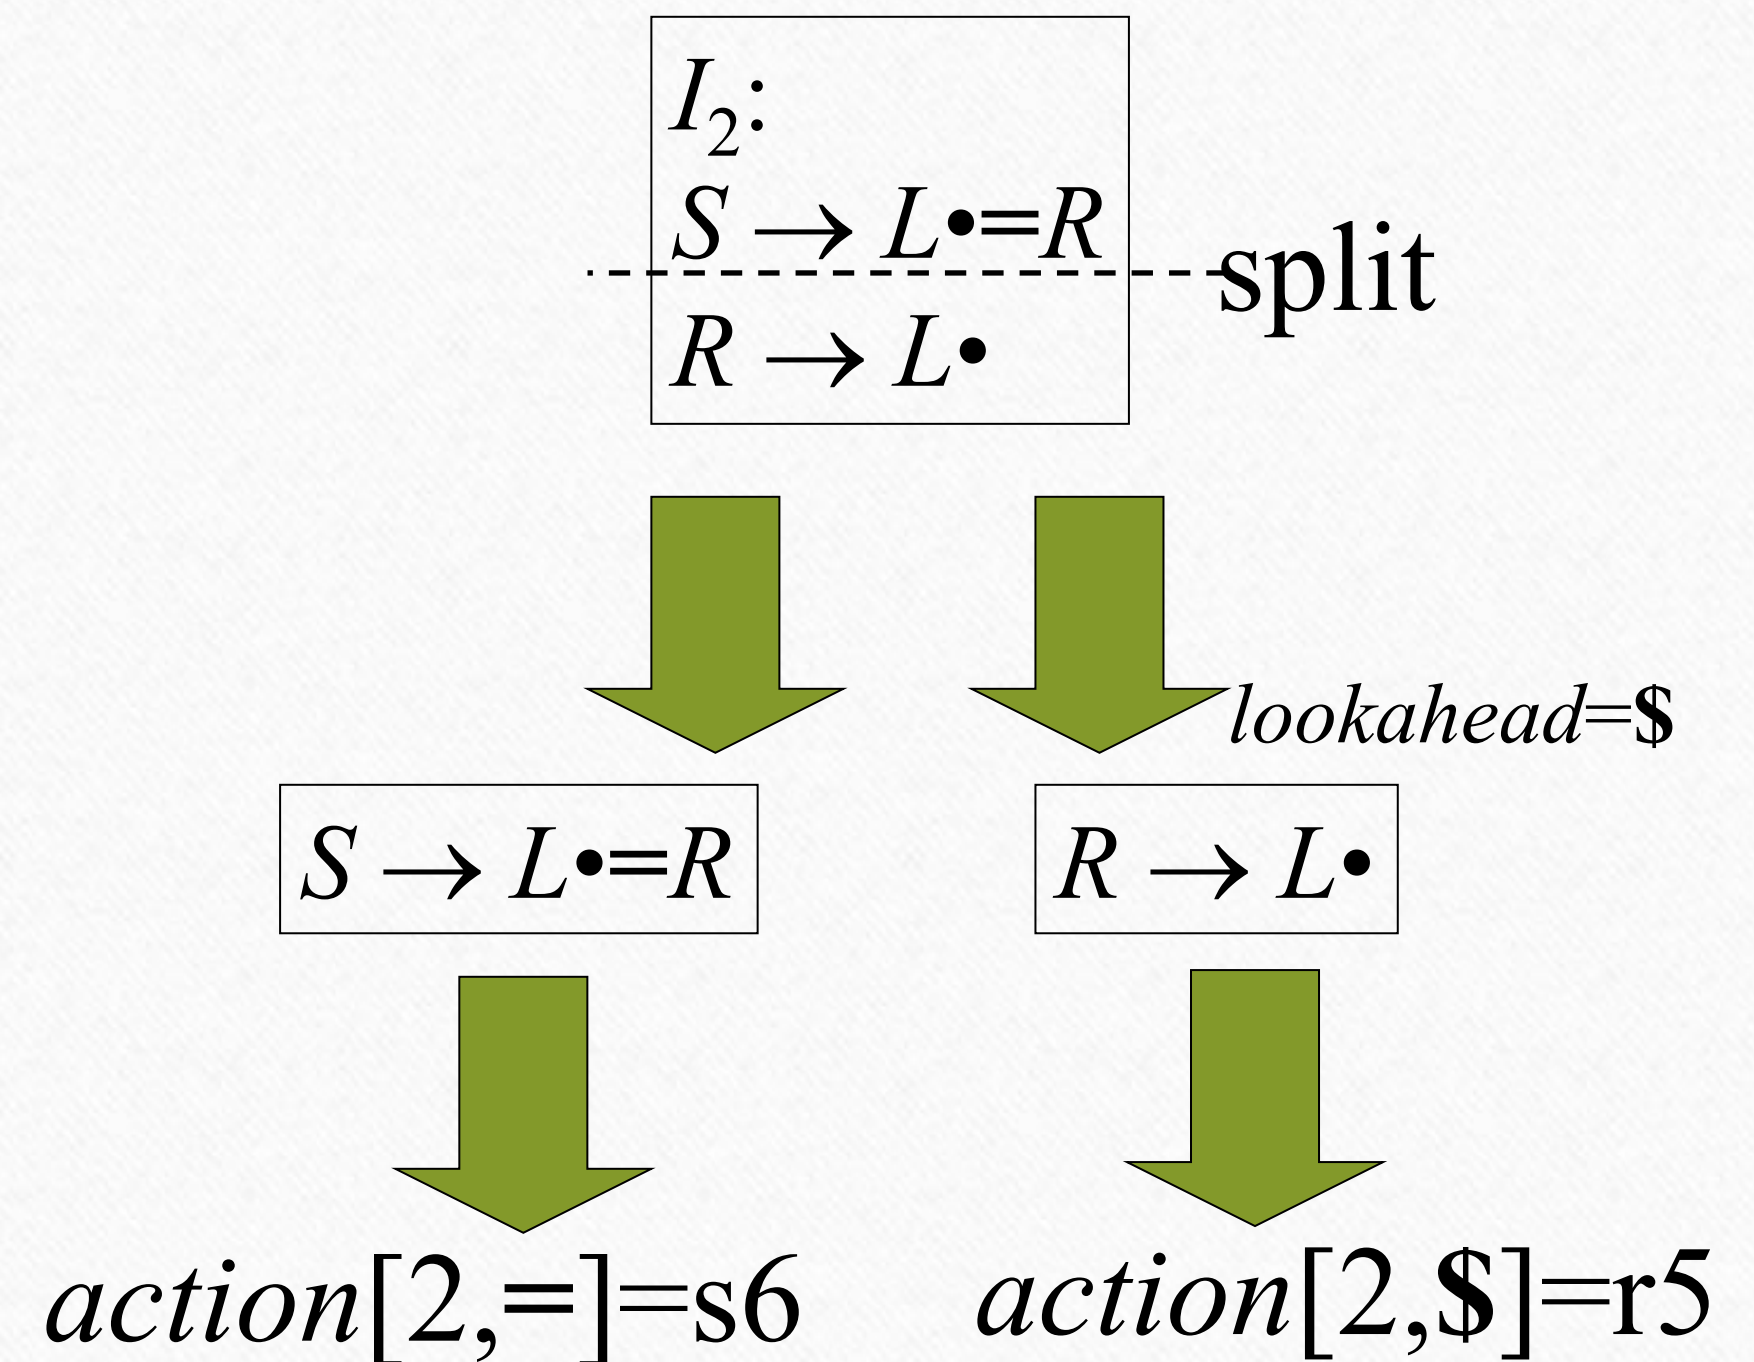 I₂:
S → L•=R
split
R → L•
lookahead=$
S → L•=R
R → L•
action[2,=]=s6
action[2,$]=r5